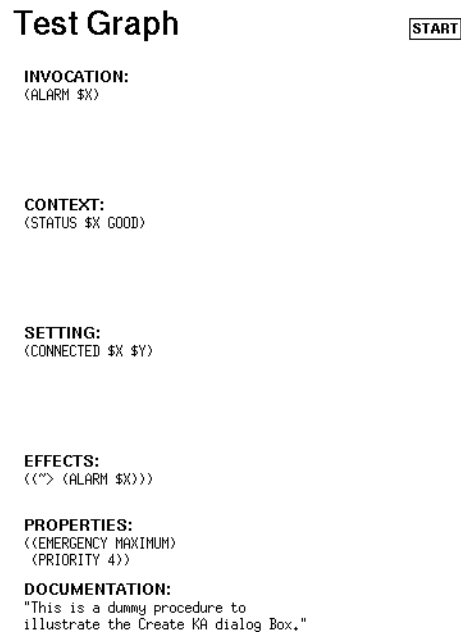 Test Graph
START
INVOCATION:
(ALARM $X)
CONTEXT:
(STATUS $X GOOD)
SETTING:
(CONNECTED $X $Y)
EFFECTS:
((~> (ALARM $X)))
PROPERTIES:
((EMERGENCY MAXIMUM)
(PRIORITY 4))
DOCUMENTATION:
"This is a dummy procedure to
illustrate the Create KA dialog Box."